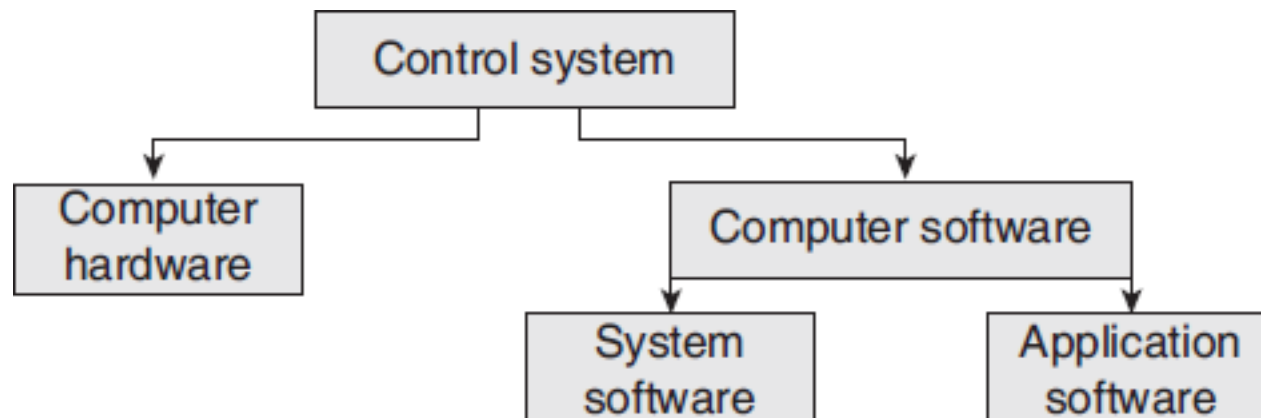 Control system
Computer
hardware
Computer software
System
software
Application
software